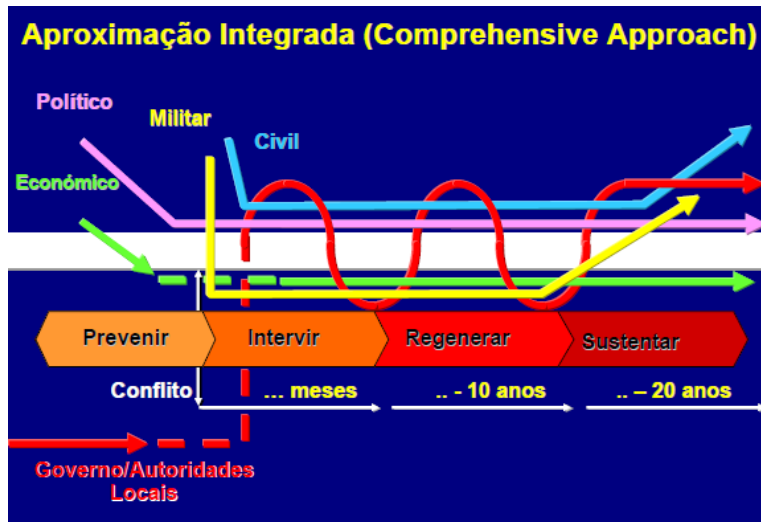 Aproximação Integrada (Comprehensive Approach)
Político
Militar
Civil
Económico
Prevenir
Intervir
Regenerar
Sustentar
Conflito
... meses
.. - 10 anos
.. – 20 anos
Governo/Autoridades
Locais